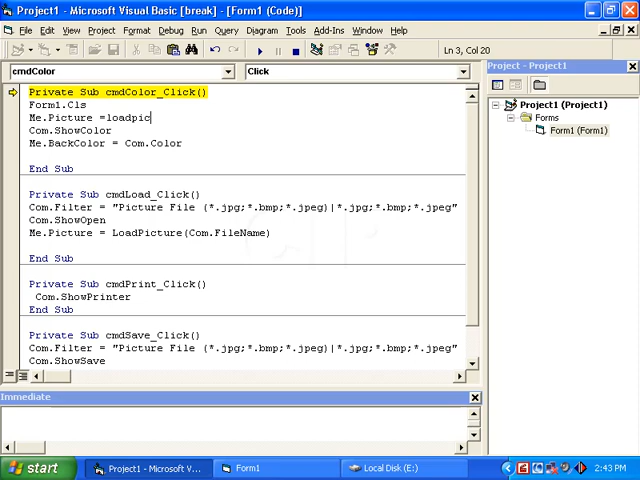 Project1 - Microsoft Visual Basic [break] - [Form1 (Code)]
File Edit View Project Format Debug Run Query Diagram Tools Add-Ins Window Help
Ln 3, Col 20
cmdColor
Click
Private Sub cmdColor_Click()
Form1.Cls
Me.Picture =loadpic
Com.ShowColor
Me.BackColor = Com.Color
End Sub
Private Sub cmdLoad_Click()
Com.Filter = "Picture File (*.jpg;*.bmp;*.jpeg)|*.jpg;*.bmp;*.jpeg"
Com.ShowOpen
Me.Picture = LoadPicture(Com.FileName)
End Sub
Private Sub cmdPrint_Click()
Com.ShowPrinter
End Sub
Private Sub cmdSave_Click()
Com.Filter = "Picture File (*.jpg;*.bmp;*.jpeg)|*.jpg;*.bmp;*.jpeg"
Com.ShowSave
Project - Project1
Project1 (Project1)
Forms
Form1 (Form1)
Immediate
start
Project1 - Microsoft V...
Form1
Local Disk (E:)
2:43 PM